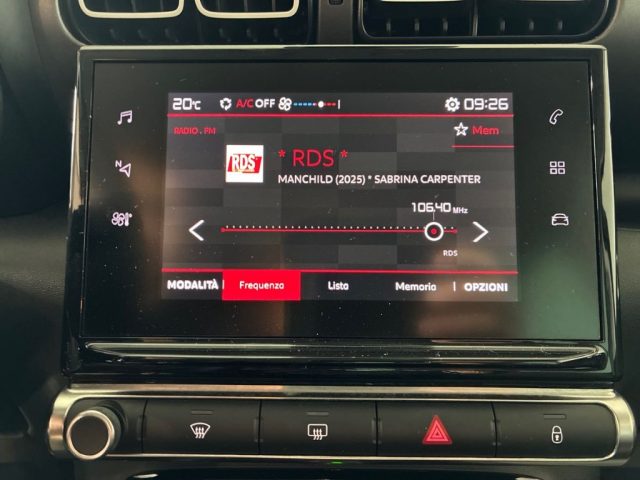 20°C A/C OFF 09:26
RADIO . FM
Mem
RDS
* RDS *
MANCHILD (2025) * SABRINA CARPENTER
106.40 MHz
RDS
MODALITÀ Frequenza Lista Memoria OPZIONI
N